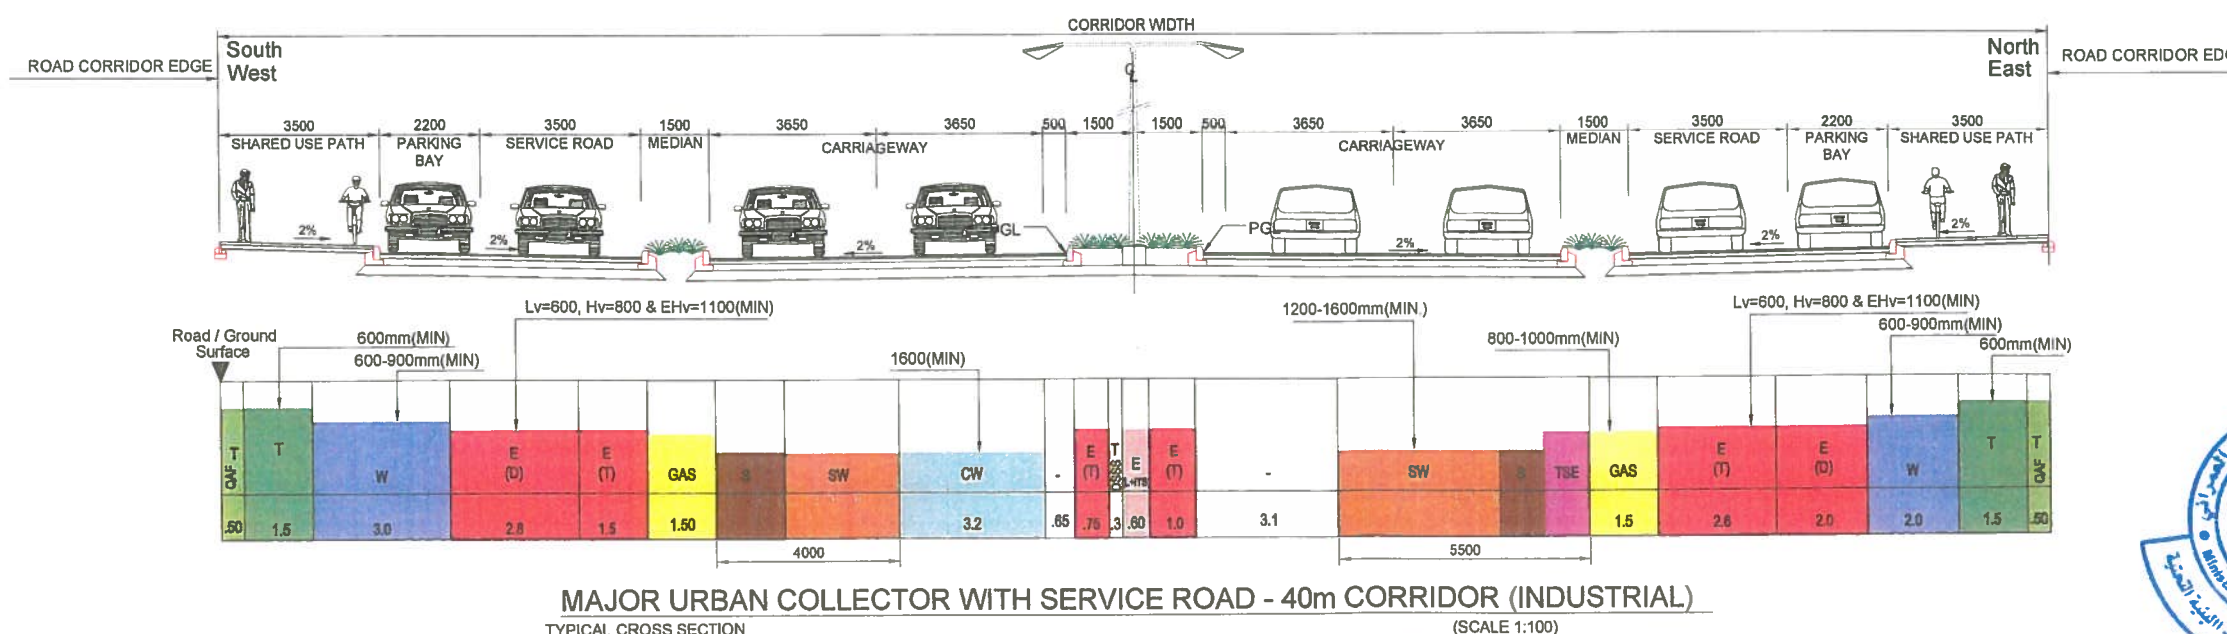 CORRIDOR WIDTH
South
West
North
East
ROAD CORRIDOR EDGE
ROAD CORRIDOR
℄
3500 2200 3500 1500 3650 3650 500 1500 1500 500 3650 3650 1500 3500 2200 3500
SHARED USE PATH PARKING BAY SERVICE ROAD MEDIAN CARRIAGEWAY CARRIAGEWAY MEDIAN SERVICE ROAD PARKING BAY SHARED USE PATH
2% 2% 2% GL PGL 2% 2% 2%
Lv=600, Hv=800 & EHv=1100(MIN)
1200-1600mm(MIN.)
Lv=600, Hv=800 & EHv=1100(MIN)
Road / Ground
Surface
600mm(MIN)
600-900mm(MIN)
1600(MIN)
800-1000mm(MIN)
600-900mm(MIN)
600mm(MIN)
QAF T T W E (D) E (T) GAS S SW CW - E (T) T E E (T) - SW S TSE GAS E (T) E (D) W T QAF T
.50 1.5 3.0 2.8 1.5 1.50 3.2 .65 .75 .3 .60 1.0 3.1 1.5 2.6 2.0 2.0 1.5 .50
4000 5500
MAJOR URBAN COLLECTOR WITH SERVICE ROAD - 40m CORRIDOR (INDUSTRIAL)
TYPICAL CROSS SECTION (SCALE 1:100)